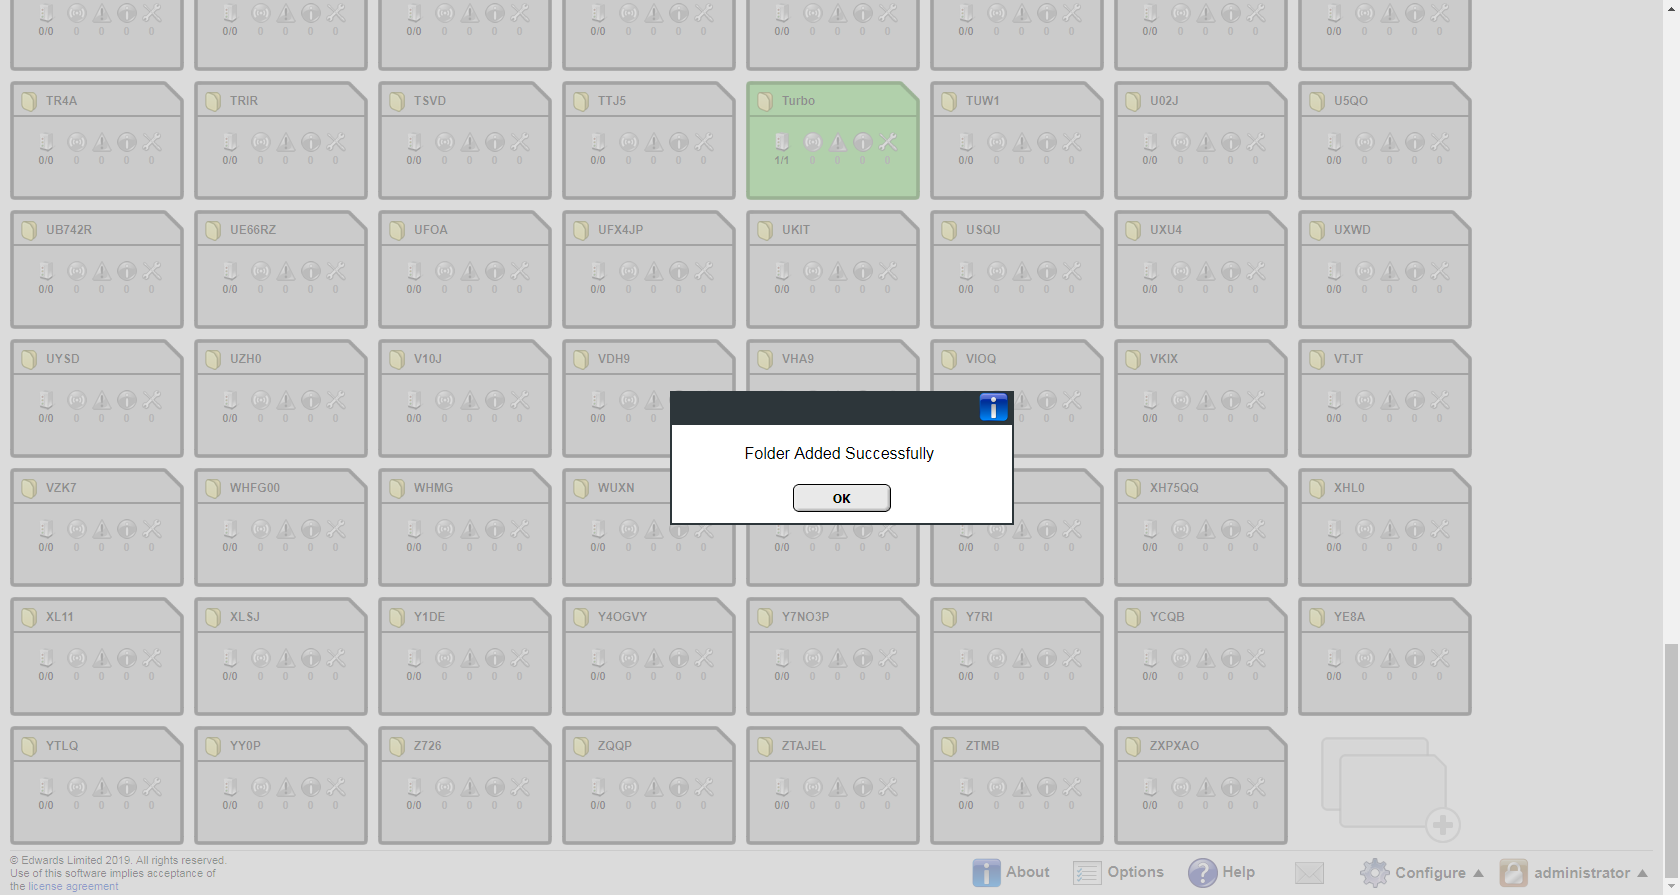 0/0 0 0 0 0 0/0 0 0 0 0 0/0 0 0 0 0 0/0 0 0 0 0 0/0 0 0 0 0 0/0 0 0 0 0 0/0 0 0 0 0 0/0 0 0 0 0
TR4A TRIR TSVD TTJ5 Turbo TUW1 U02J U5QO
0/0 0 0 0 0 0/0 0 0 0 0 0/0 0 0 0 0 0/0 0 0 0 0 1/1 0 0 0 0 0/0 0 0 0 0 0/0 0 0 0 0 0/0 0 0 0 0
UB742R UE66RZ UFOA UFX4JP UKIT USQU UXU4 UXWD
0/0 0 0 0 0 0/0 0 0 0 0 0/0 0 0 0 0 0/0 0 0 0 0 0/0 0 0 0 0 0/0 0 0 0 0 0/0 0 0 0 0 0/0 0 0 0 0
UYSD UZH0 V10J VDH9 VHA9 VIOQ VKIX VTJT
0/0 0 0 0 0 0/0 0 0 0 0 0/0 0 0 0 0 0/0 0 0 0 0 0 0 0/0 0 0 0 0 0/0 0 0 0 0
Folder Added Successfully
OK
VZK7 WHFG00 WHMG WUXN XH75QQ XHL0
0/0 0 0 0 0 0/0 0 0 0 0 0/0 0 0 0 0 0/0 0 0 0 0 0/0 0 0 0 0 0/0 0 0 0 0 0/0 0 0 0 0 0/0 0 0 0 0
XL11 XLSJ Y1DE Y4OGVY Y7NO3P Y7RI YCQB YE8A
0/0 0 0 0 0 0/0 0 0 0 0 0/0 0 0 0 0 0/0 0 0 0 0 0/0 0 0 0 0 0/0 0 0 0 0 0/0 0 0 0 0 0/0 0 0 0 0
YTLQ YY0P Z726 ZQQP ZTAJEL ZTMB ZXPXAO
0/0 0 0 0 0 0/0 0 0 0 0 0/0 0 0 0 0 0/0 0 0 0 0 0/0 0 0 0 0 0/0 0 0 0 0 0/0 0 0 0 0
© Edwards Limited 2019. All rights reserved.
Use of this software implies acceptance of
the license agreement
About Options Help Configure administrator